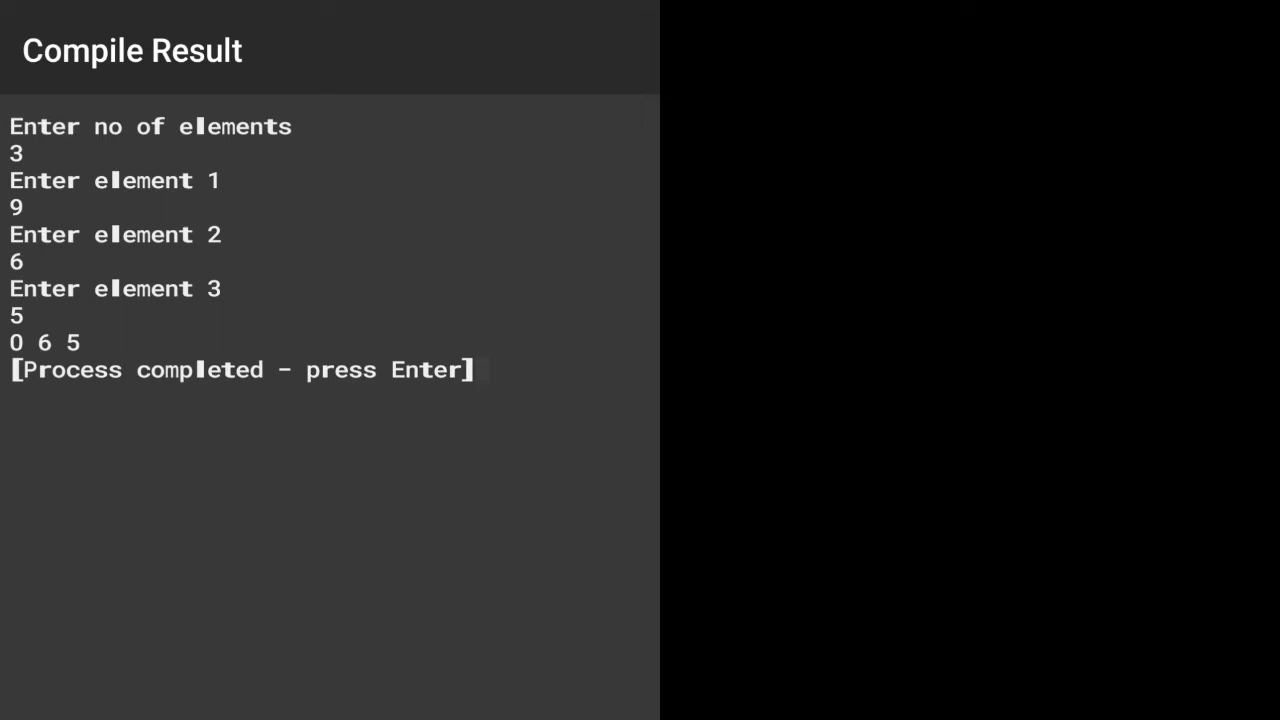 Compile Result
Enter no of elements
3
Enter element 1
9
Enter element 2
6
Enter element 3
5
0 6 5
[Process completed - press Enter]